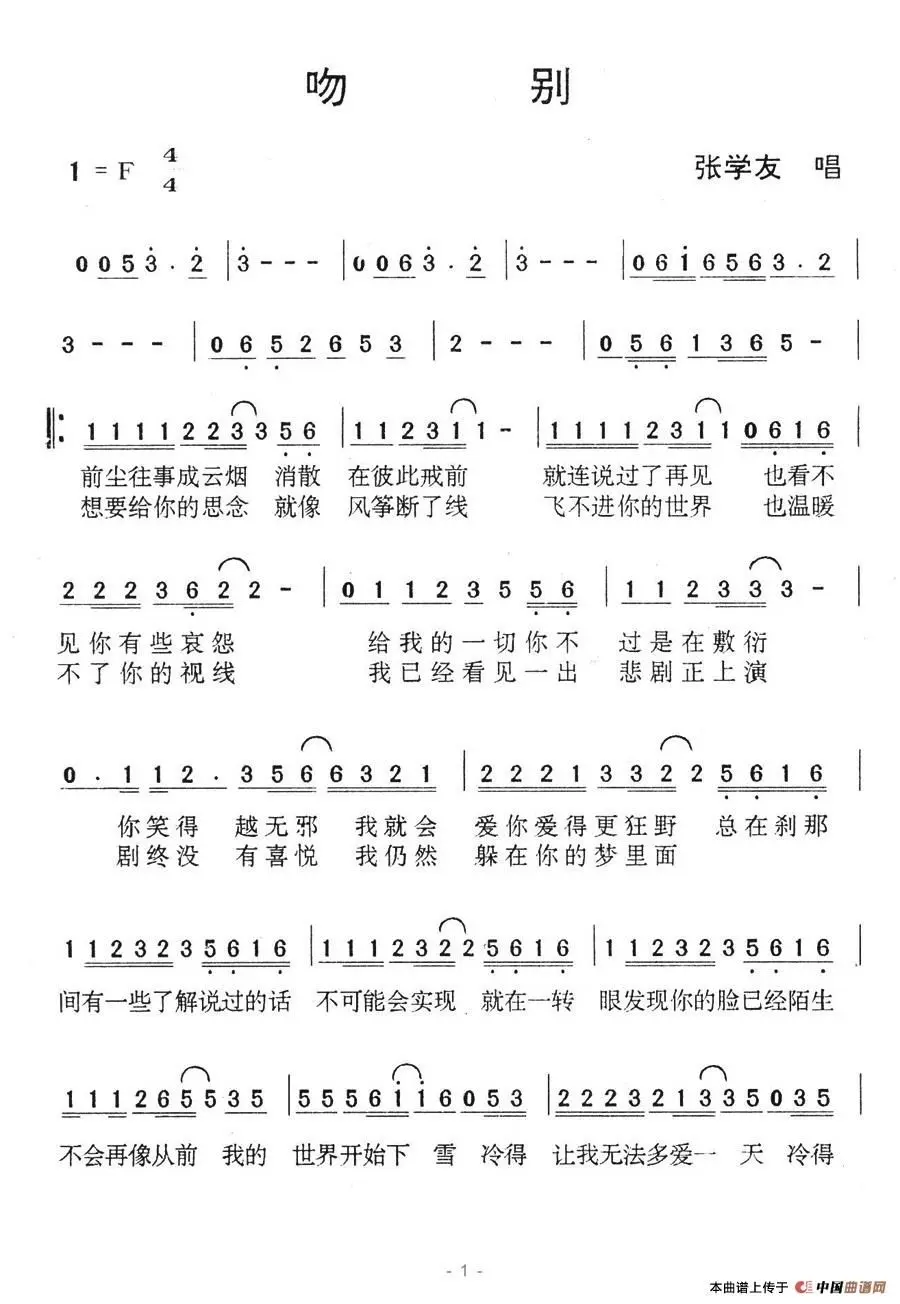 吻 别
1 = F 4/4 张学友 唱
0 0 5 3 · 2 | 3 - - - | 0 0 6 3 · 2 | 3 - - - | 0 6 1 6 5 6 3 · 2 |
3 - - - | 0 6 5 2 6 5 3 | 2 - - - | 0 5 6 1 3 6 5 - |
‖: 1 1 1 1 2 2 3 3 5 6 | 1 1 2 3 1 1 - | 1 1 1 1 2 3 1 1 0 6 1 6 |
前尘往事成云烟 消散 在彼此戒前 就连说过了再见 也看不
想要给你的思念 就像 风筝断了线 飞不进你的世界 也温暖
2 2 2 3 6 2 2 - | 0 1 1 2 3 5 5 5 6 | 1 1 2 3 3 3 - |
见你有些哀怨 给我的一切你不 过是在敷衍
不了你的视线 我已经看见一出 悲剧正上演
0 · 1 1 2 · 3 5 6 6 3 2 1 | 2 2 2 1 3 3 2 2 5 6 1 6 |
你笑得 越无邪 我就会 爱你爱得更狂野 总在刹那
剧终没 有喜悦 我仍然 躲在你的梦里面
1 1 2 3 2 3 5 6 1 6 | 1 1 1 2 3 2 2 5 6 1 6 | 1 1 2 3 2 3 5 6 1 6 |
间有一些了解说过的话 不可能会实现 就在一转 眼发现你的脸已经陌生
1 1 1 2 6 5 5 5 3 5 | 5 5 5 6 1 1 6 0 5 3 | 2 2 2 3 2 1 3 3 5 0 3 5 |
不会再像从前 我的 世界开始下 雪 冷得 让我无法多爱一 天 冷得
- 1 -
本曲谱上传于 中国曲谱网